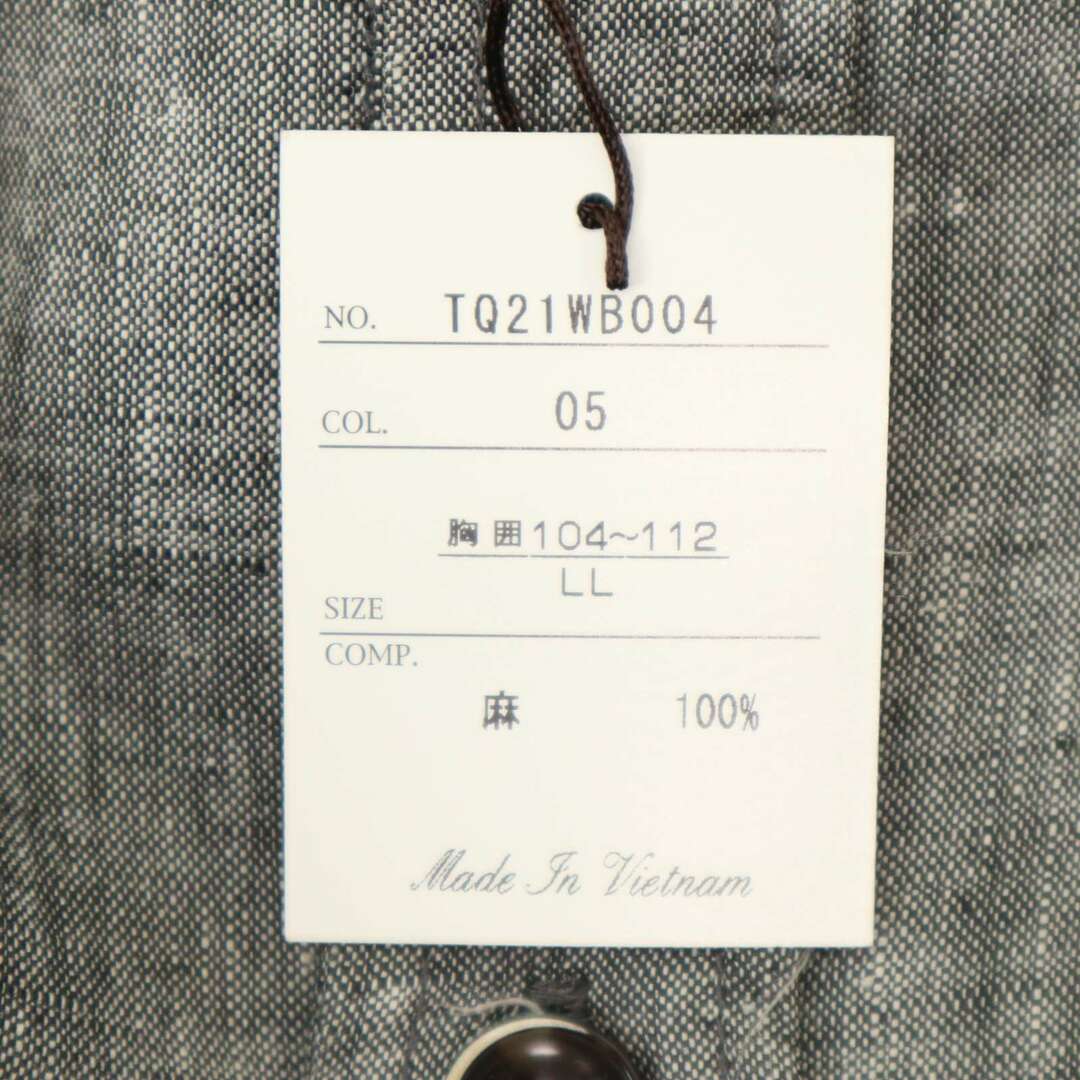 NO. TQ21WB004
COL. 05
胸囲104~112
LL
SIZE
COMP.
麻 100%
Made In Vietnam